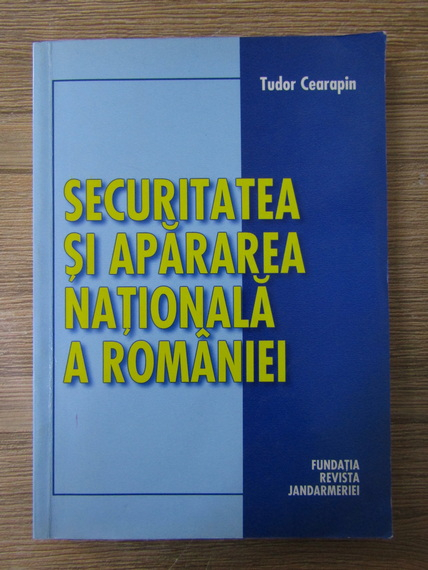 Tudor Cearapin
SECURITATEA
ȘI APĂRAREA
NAȚIONALĂ
A ROMÂNIEI
FUNDAȚIA
REVISTA
JANDARMERIEI